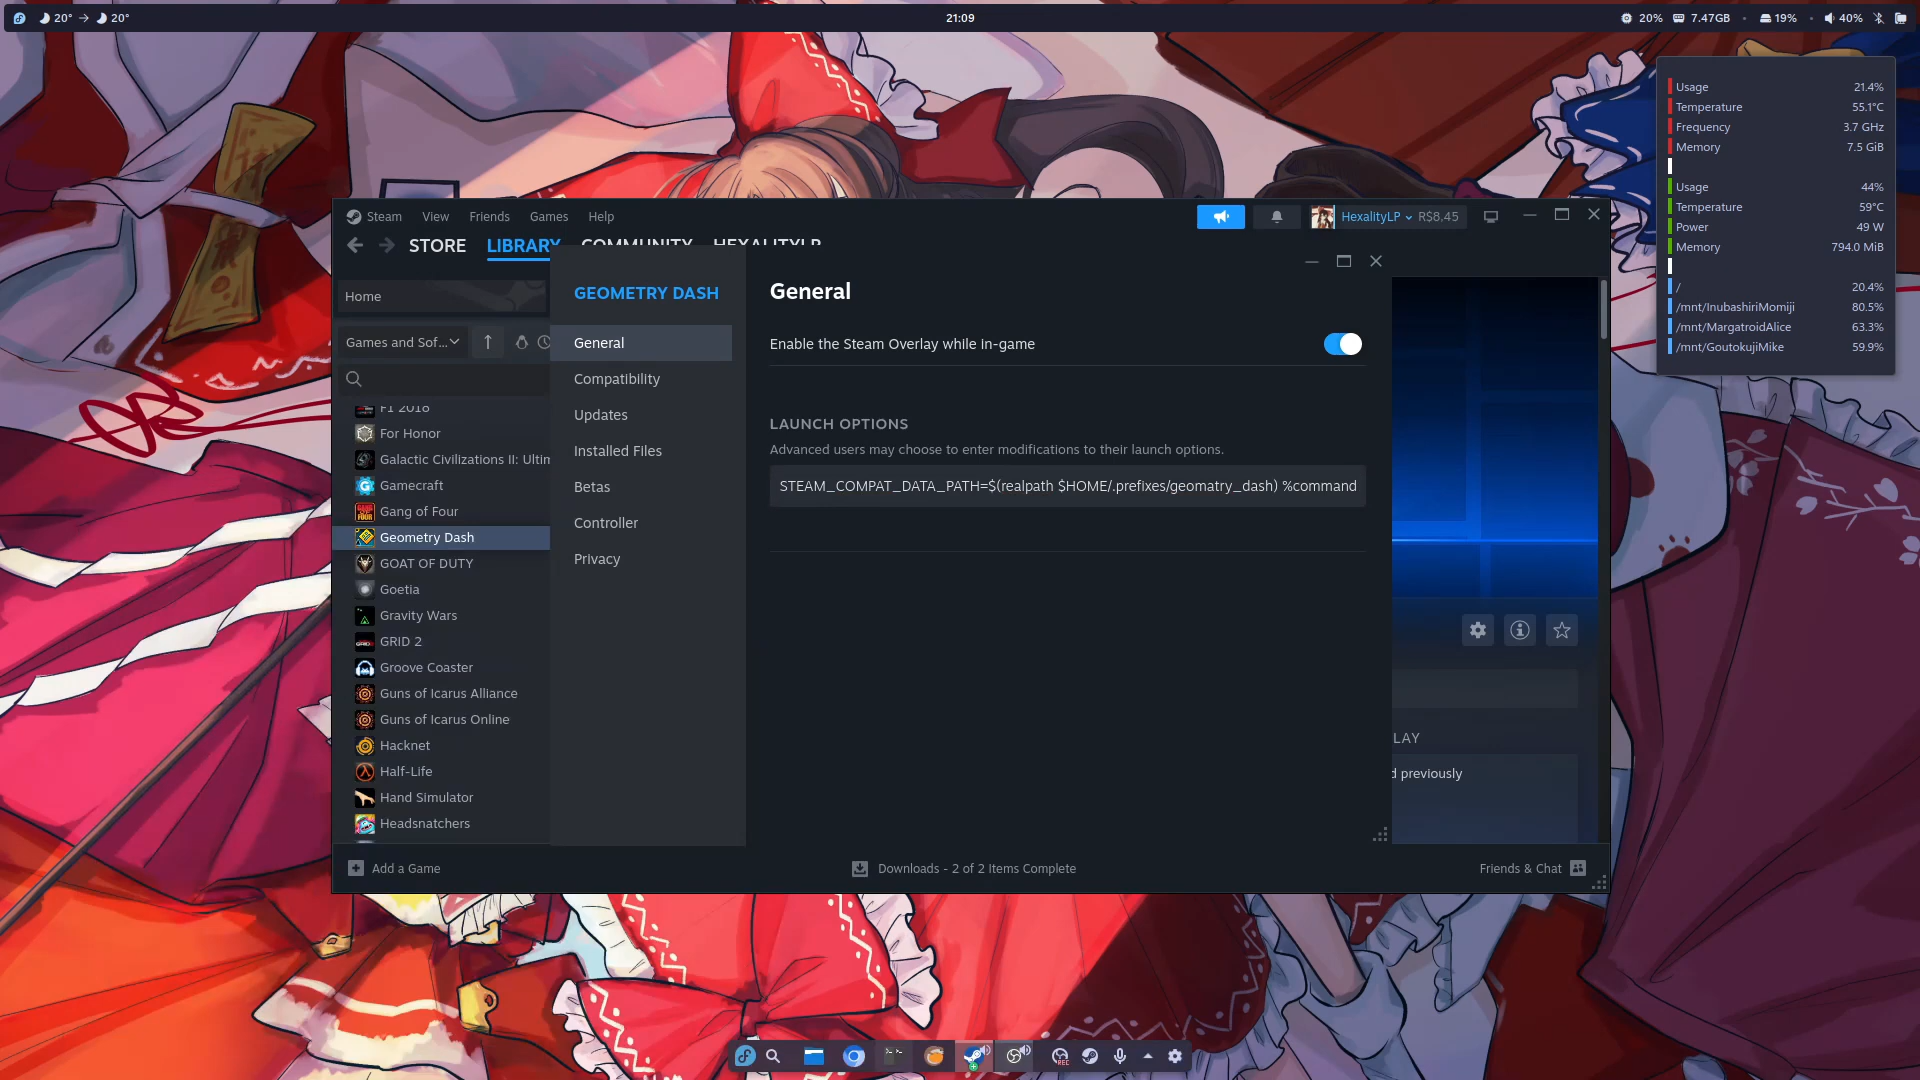 20° → 20°
21:09
20% 7.47GB • 19% • 40%
Usage 21.4%
Temperature 55.1°C
Frequency 3.7 GHz
Memory 7.5 GiB
Usage 44%
Temperature 59°C
Power 49 W
Memory 794.0 MiB
/ 20.4%
/mnt/InubashiriMomiji 80.5%
/mnt/MargatroidAlice 63.3%
/mnt/GoutokujiMike 59.9%
Steam View Friends Games Help
HexalityLP R$8,45
STORE LIBRARY COMMUNITY HEXALITYLP
Home
Games and Sof...
F1 2018
For Honor
Galactic Civilizations II: Ultim
Gamecraft
Gang of Four
Geometry Dash
GOAT OF DUTY
Goetia
Gravity Wars
GRID 2
Groove Coaster
Guns of Icarus Alliance
Guns of Icarus Online
Hacknet
Half-Life
Hand Simulator
Headsnatchers
GEOMETRY DASH
General
Compatibility
Updates
Installed Files
Betas
Controller
Privacy
General
Enable the Steam Overlay while in-game
LAUNCH OPTIONS
Advanced users may choose to enter modifications to their launch options.
STEAM_COMPAT_DATA_PATH=$(realpath $HOME/.prefixes/geomatry_dash) %command
LAY
d previously
Add a Game
Downloads - 2 of 2 Items Complete
Friends & Chat
REC